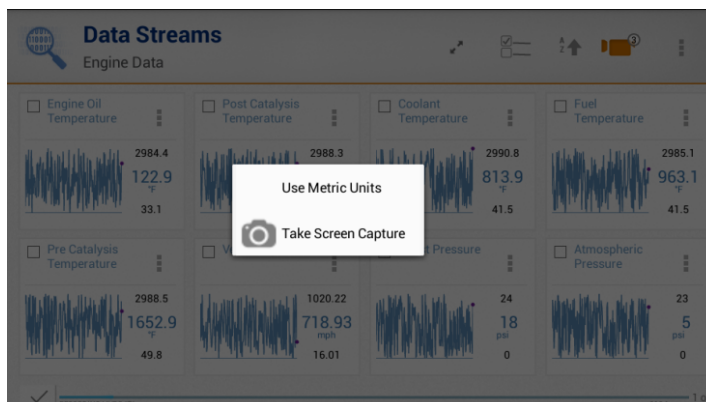 Data Streams
Engine Data
A
Z
3
Engine Oil
Temperature
2984.4
122.9
°F
33.1
Post Catalysis
Temperature
2988.3
Coolant
Temperature
2990.8
813.9
°F
41.5
Fuel
Temperature
2985.1
963.1
°F
41.5
Use Metric Units
Take Screen Capture
Pre Catalysis
Temperature
2988.5
1652.9
°F
49.8
1020.22
718.93
mph
16.01
Pressure
24
18
psi
0
Atmospheric
Pressure
23
5
psi
0